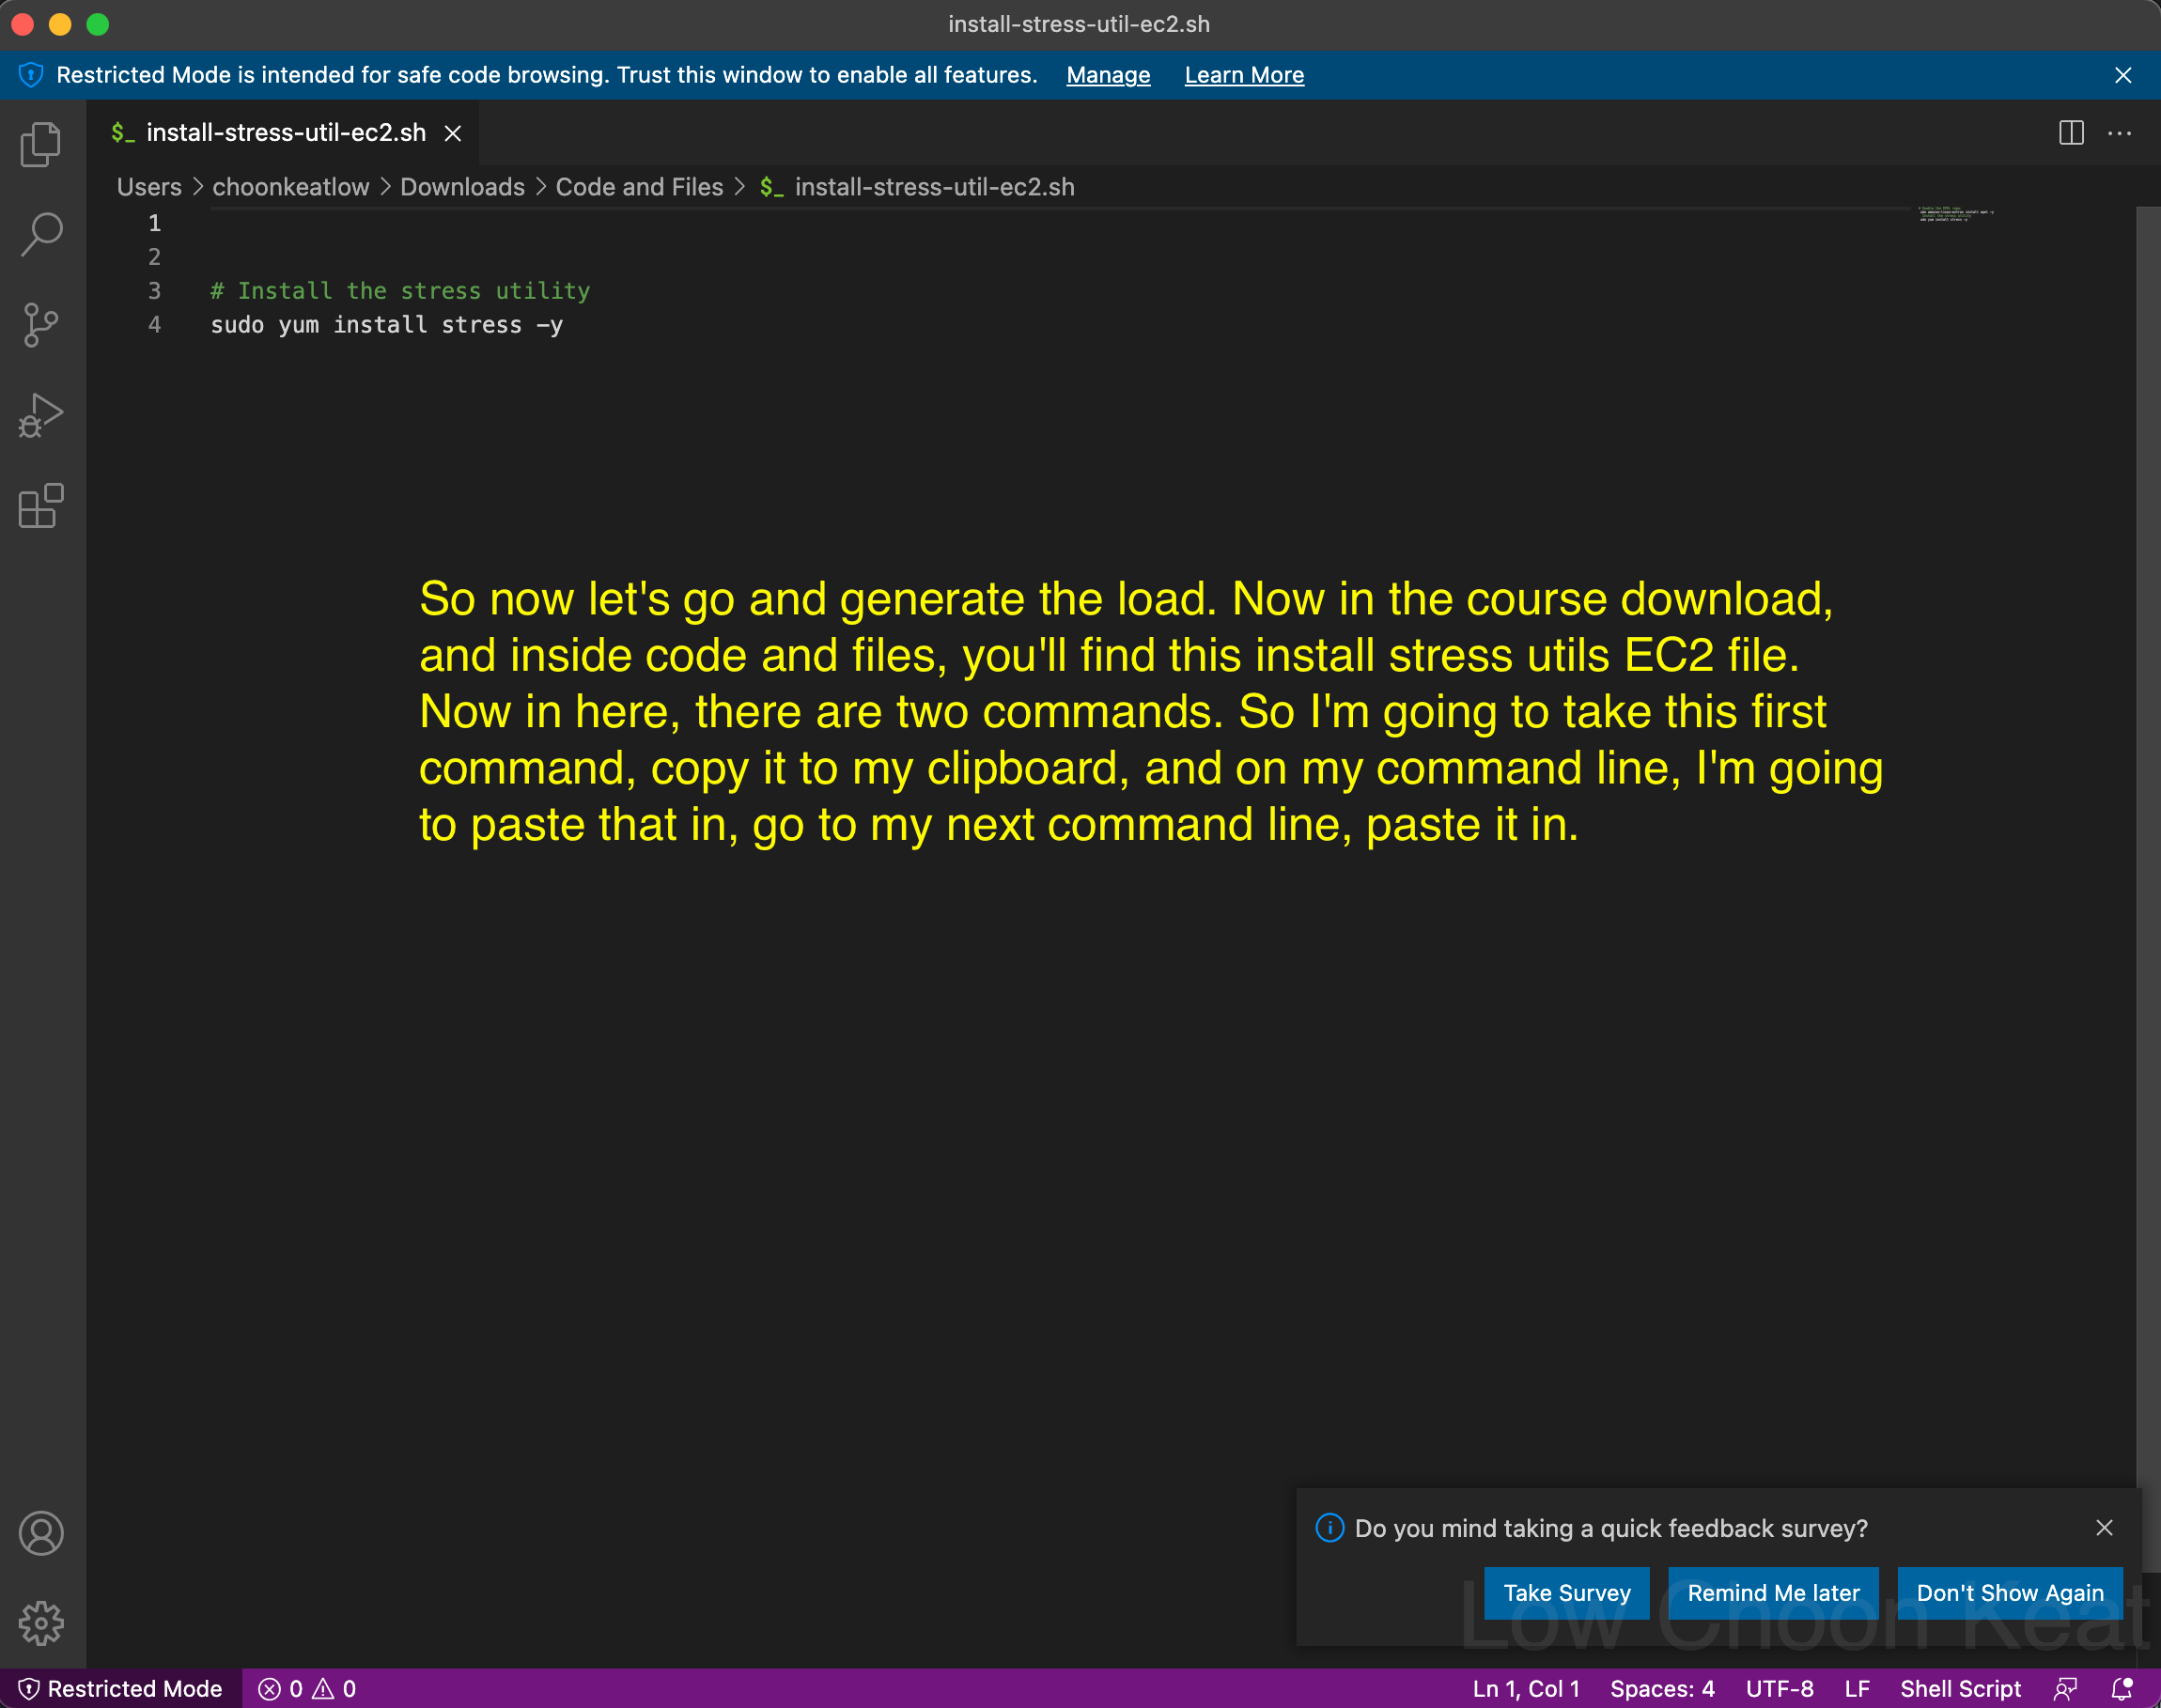 install-stress-util-ec2.sh
Restricted Mode is intended for safe code browsing. Trust this window to enable all features. Manage Learn More
$_ install-stress-util-ec2.sh
Users > choonkeatlow > Downloads > Code and Files > $_ install-stress-util-ec2.sh
1
2
3 # Install the stress utility
4 sudo yum install stress -y
So now let's go and generate the load. Now in the course download,
and inside code and files, you'll find this install stress utils EC2 file.
Now in here, there are two commands. So I'm going to take this first
command, copy it to my clipboard, and on my command line, I'm going
to paste that in, go to my next command line, paste it in.
Do you mind taking a quick feedback survey?
Take Survey Remind Me later Don't Show Again
Low Choon Keat
Restricted Mode 0 0 Ln 1, Col 1 Spaces: 4 UTF-8 LF Shell Script